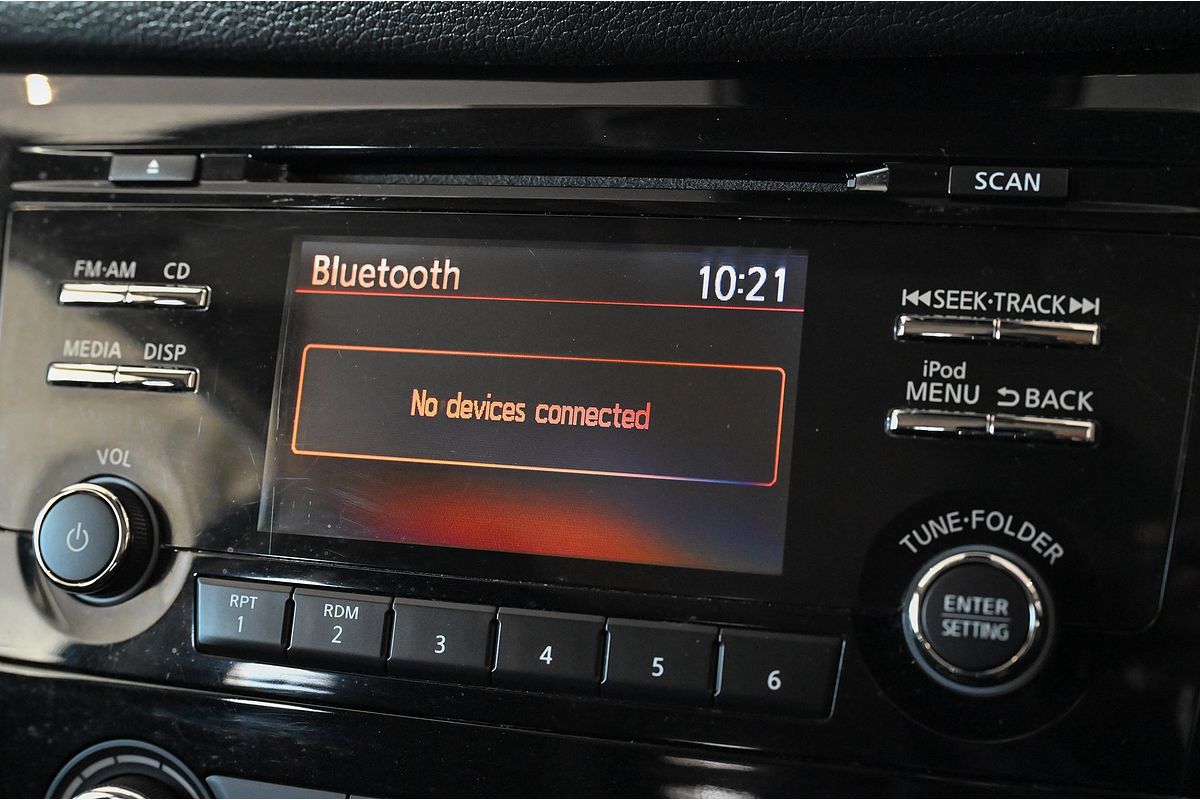 SCAN
FM·AM CD
Bluetooth 10:21
SEEK·TRACK
MEDIA DISP
No devices connected
iPod
MENU BACK
VOL
TUNE·FOLDER
ENTER
SETTING
RPT
1
RDM
2
3
4
5
6